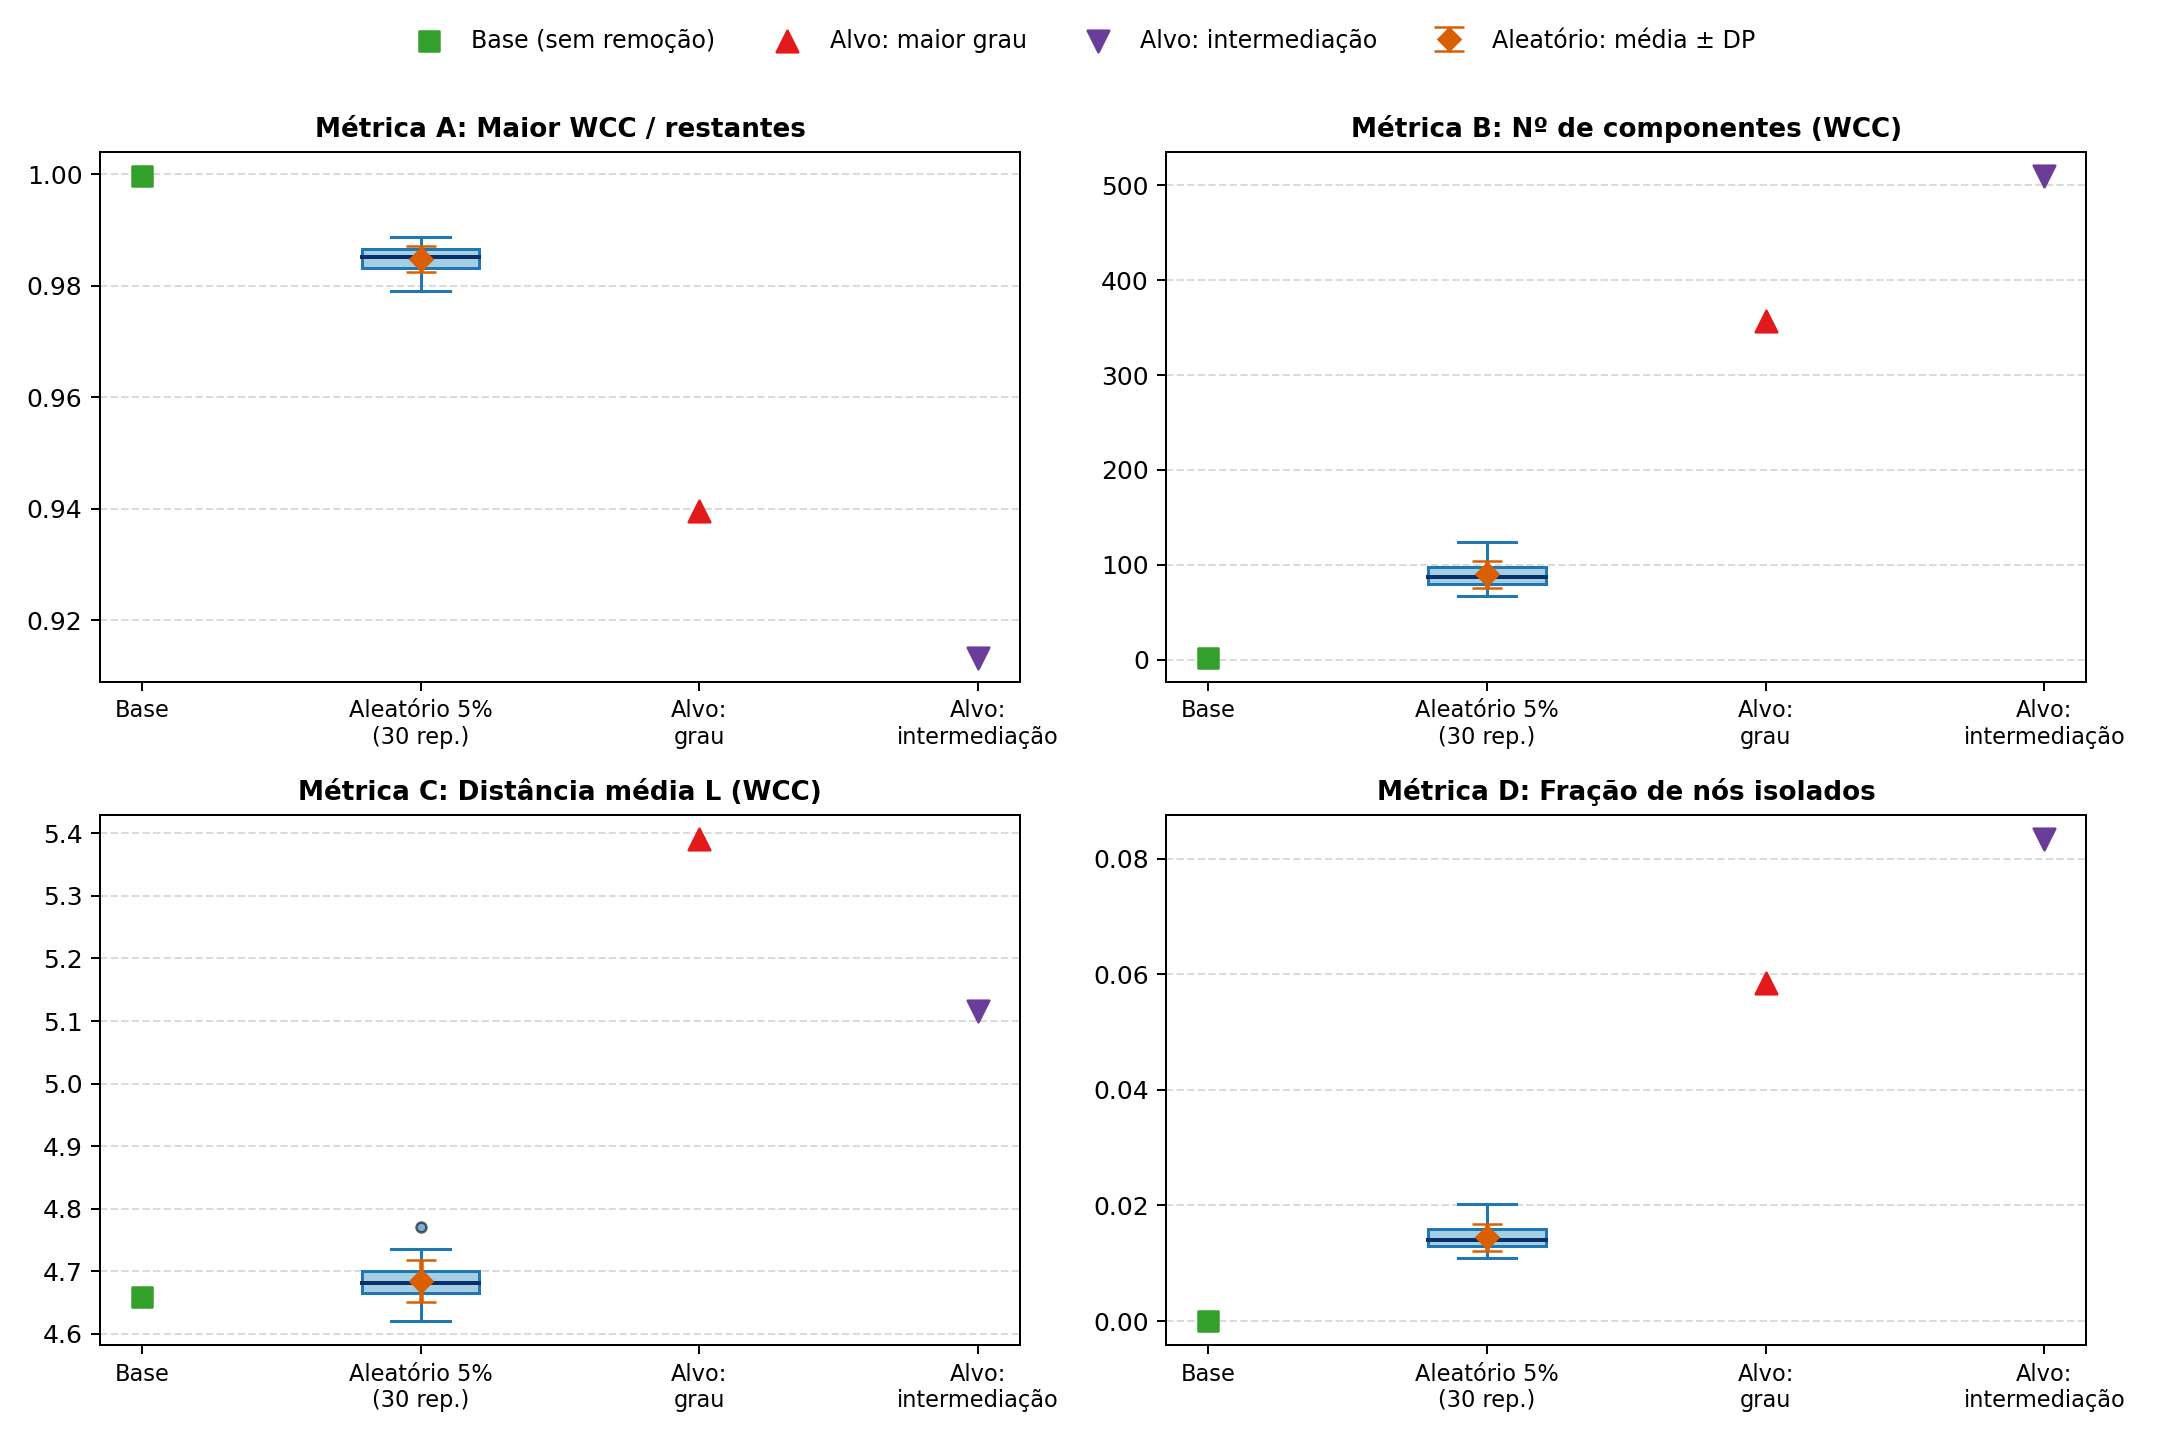 Base (sem remoção)
Alvo: maior grau
Alvo: intermediação
Aleatório: média ± DP
Métrica A: Maior WCC / restantes
1.00
0.98
0.96
0.94
0.92
Base
Aleatório 5%
(30 rep.)
Alvo:
grau
Alvo:
intermediação
Métrica B: Nº de componentes (WCC)
500
400
300
200
100
0
Base
Aleatório 5%
(30 rep.)
Alvo:
grau
Alvo:
intermediação
Métrica C: Distância média L (WCC)
5.4
5.3
5.2
5.1
5.0
4.9
4.8
4.7
4.6
Base
Aleatório 5%
(30 rep.)
Alvo:
grau
Alvo:
intermediação
Métrica D: Fração de nós isolados
0.08
0.06
0.04
0.02
0.00
Base
Aleatório 5%
(30 rep.)
Alvo:
grau
Alvo:
intermediação